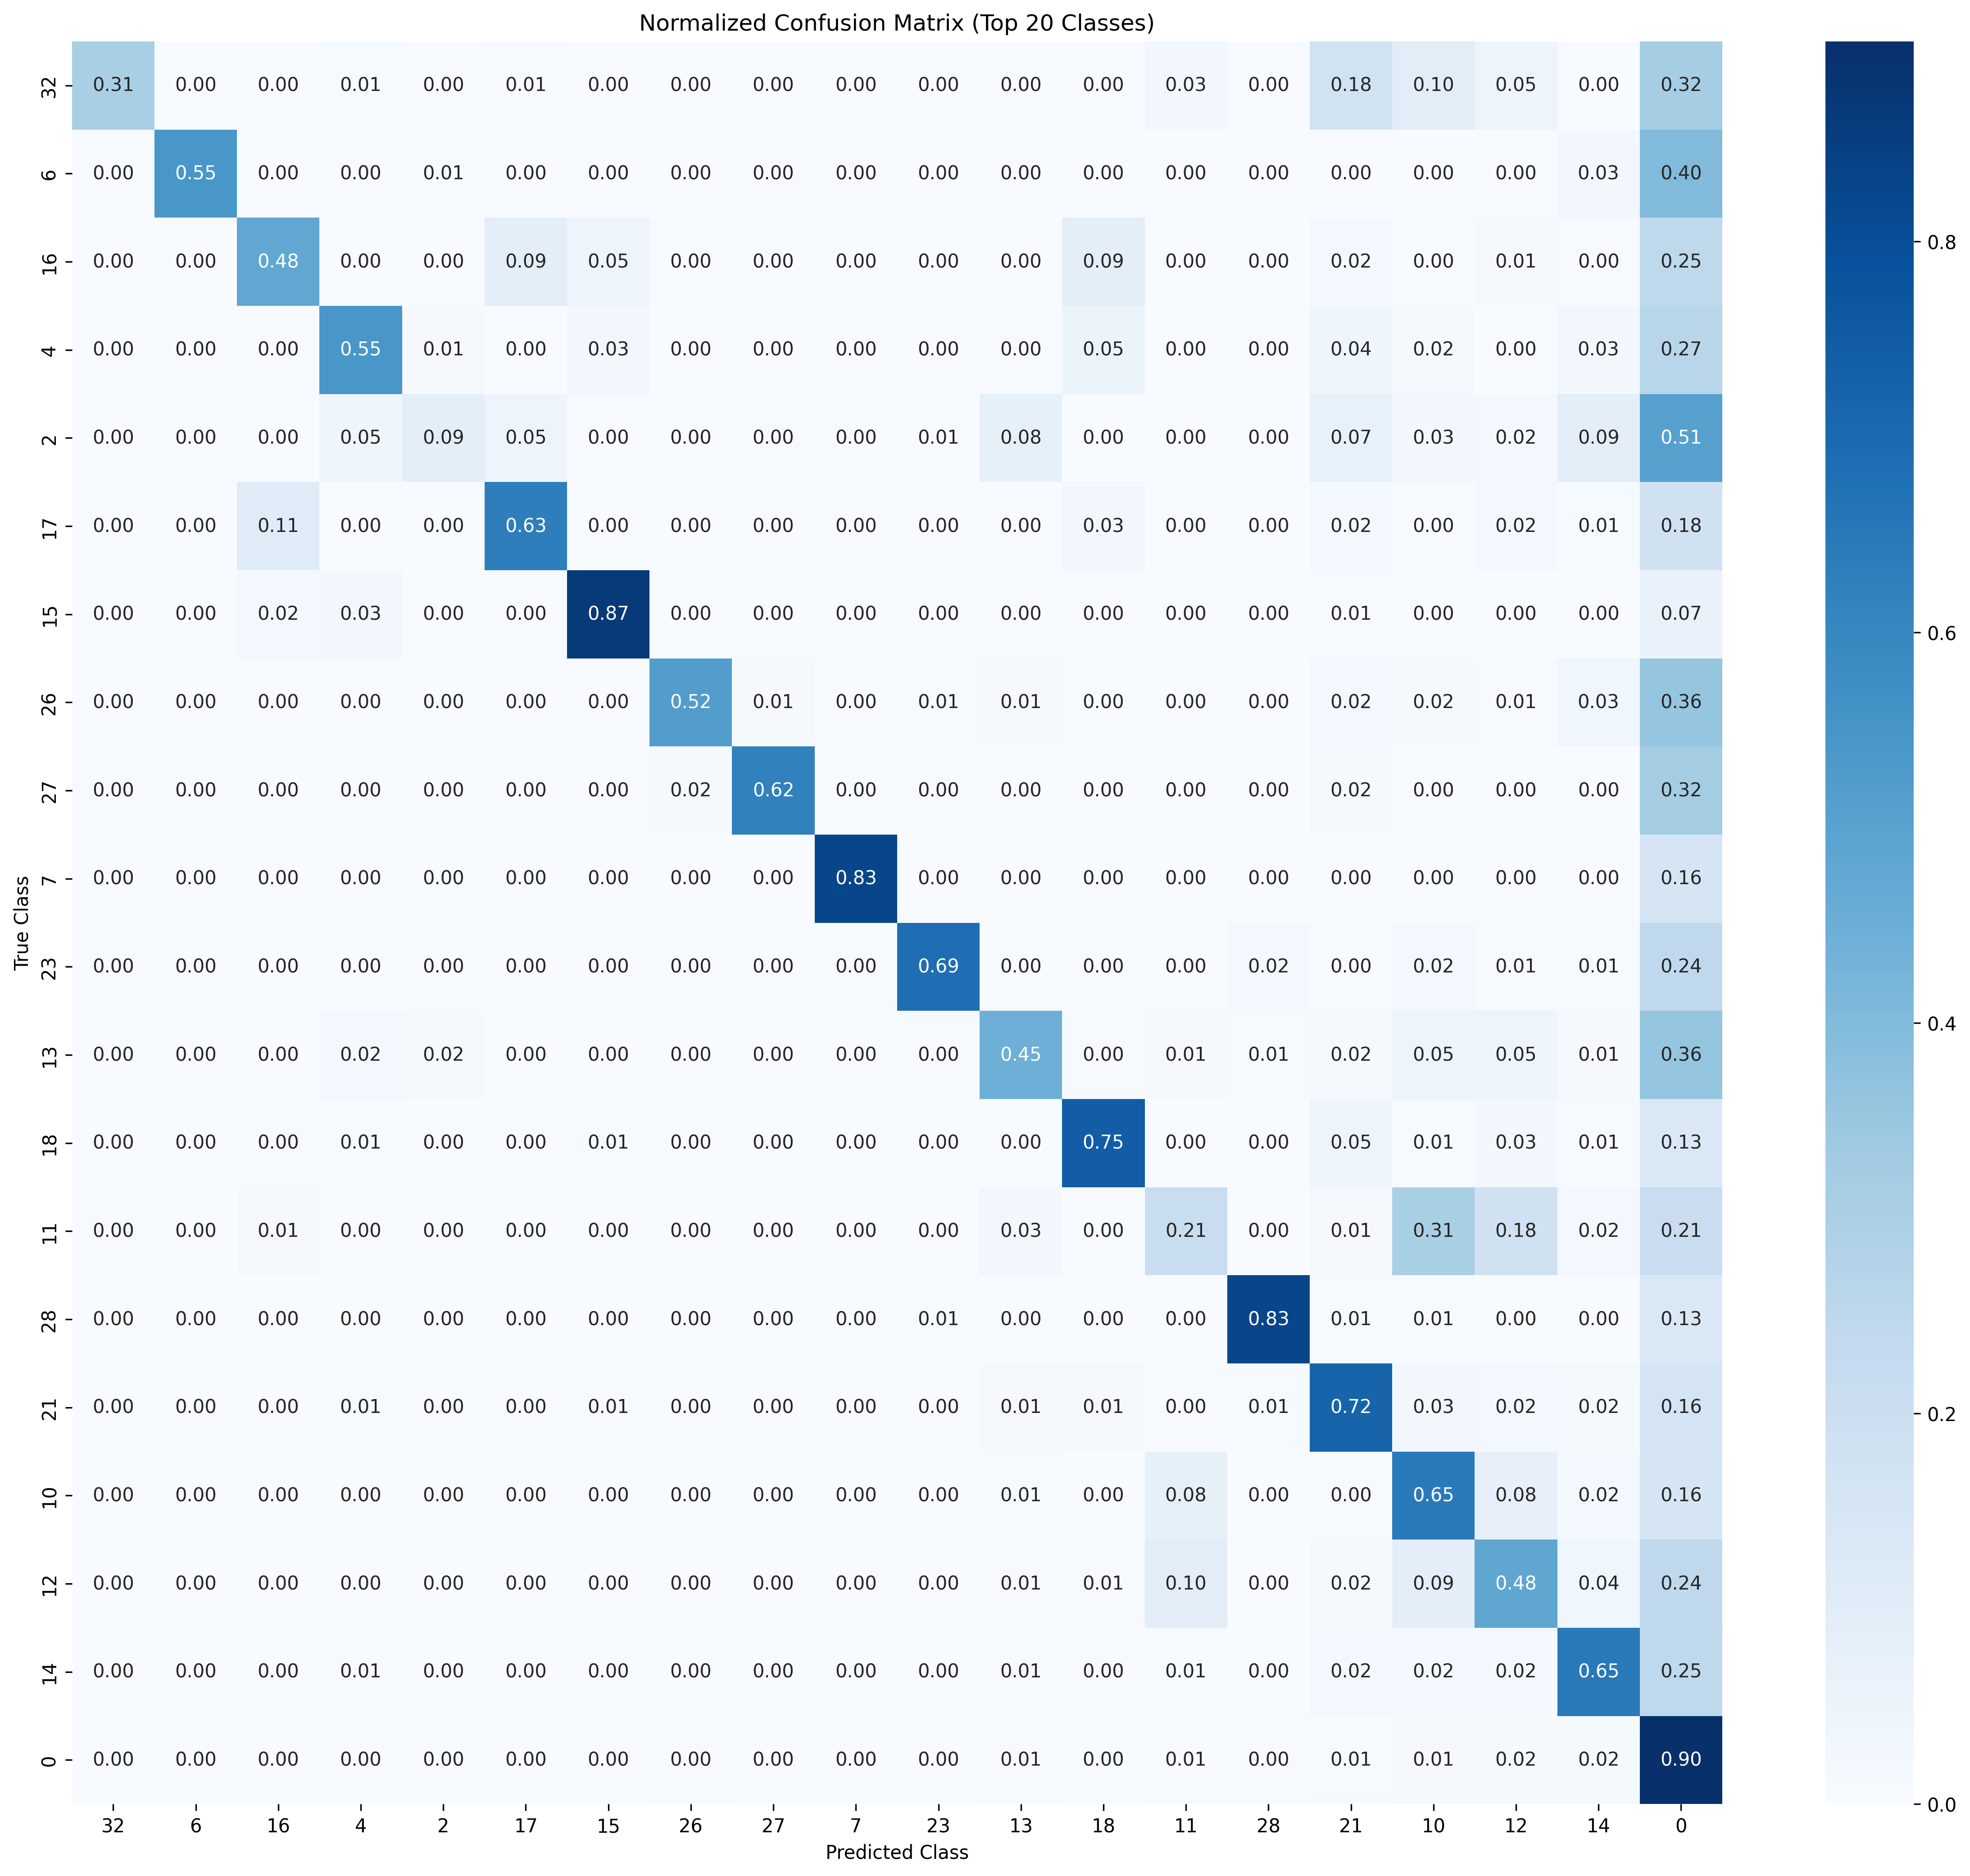 Normalized Confusion Matrix (Top 20 Classes)
32 0.31 0.00 0.00 0.01 0.00 0.01 0.00 0.00 0.00 0.00 0.00 0.00 0.00 0.03 0.00 0.18 0.10 0.05 0.00 0.32
6 0.00 0.55 0.00 0.00 0.01 0.00 0.00 0.00 0.00 0.00 0.00 0.00 0.00 0.00 0.00 0.00 0.00 0.00 0.03 0.40
16 0.00 0.00 0.48 0.00 0.00 0.09 0.05 0.00 0.00 0.00 0.00 0.00 0.09 0.00 0.00 0.02 0.00 0.01 0.00 0.25
4 0.00 0.00 0.00 0.55 0.01 0.00 0.03 0.00 0.00 0.00 0.00 0.00 0.05 0.00 0.00 0.04 0.02 0.00 0.03 0.27
2 0.00 0.00 0.00 0.05 0.09 0.05 0.00 0.00 0.00 0.00 0.01 0.08 0.00 0.00 0.00 0.07 0.03 0.02 0.09 0.51
17 0.00 0.00 0.11 0.00 0.00 0.63 0.00 0.00 0.00 0.00 0.00 0.00 0.03 0.00 0.00 0.02 0.00 0.02 0.01 0.18
15 0.00 0.00 0.02 0.03 0.00 0.00 0.87 0.00 0.00 0.00 0.00 0.00 0.00 0.00 0.00 0.01 0.00 0.00 0.00 0.07
26 0.00 0.00 0.00 0.00 0.00 0.00 0.00 0.52 0.01 0.00 0.01 0.01 0.00 0.00 0.00 0.02 0.02 0.01 0.03 0.36
27 0.00 0.00 0.00 0.00 0.00 0.00 0.00 0.02 0.62 0.00 0.00 0.00 0.00 0.00 0.00 0.02 0.00 0.00 0.00 0.32
7 0.00 0.00 0.00 0.00 0.00 0.00 0.00 0.00 0.00 0.83 0.00 0.00 0.00 0.00 0.00 0.00 0.00 0.00 0.00 0.16
23 0.00 0.00 0.00 0.00 0.00 0.00 0.00 0.00 0.00 0.00 0.69 0.00 0.00 0.00 0.02 0.00 0.02 0.01 0.01 0.24
13 0.00 0.00 0.00 0.02 0.02 0.00 0.00 0.00 0.00 0.00 0.00 0.45 0.00 0.01 0.01 0.02 0.05 0.05 0.01 0.36
18 0.00 0.00 0.00 0.01 0.00 0.00 0.01 0.00 0.00 0.00 0.00 0.00 0.75 0.00 0.00 0.05 0.01 0.03 0.01 0.13
11 0.00 0.00 0.01 0.00 0.00 0.00 0.00 0.00 0.00 0.00 0.00 0.03 0.00 0.21 0.00 0.01 0.31 0.18 0.02 0.21
28 0.00 0.00 0.00 0.00 0.00 0.00 0.00 0.00 0.00 0.00 0.01 0.00 0.00 0.00 0.83 0.01 0.01 0.00 0.00 0.13
21 0.00 0.00 0.00 0.01 0.00 0.00 0.01 0.00 0.00 0.00 0.00 0.01 0.01 0.00 0.01 0.72 0.03 0.02 0.02 0.16
10 0.00 0.00 0.00 0.00 0.00 0.00 0.00 0.00 0.00 0.00 0.00 0.01 0.00 0.08 0.00 0.00 0.65 0.08 0.02 0.16
12 0.00 0.00 0.00 0.00 0.00 0.00 0.00 0.00 0.00 0.00 0.00 0.01 0.01 0.10 0.00 0.02 0.09 0.48 0.04 0.24
14 0.00 0.00 0.00 0.01 0.00 0.00 0.00 0.00 0.00 0.00 0.00 0.01 0.00 0.01 0.00 0.02 0.02 0.02 0.65 0.25
0 0.00 0.00 0.00 0.00 0.00 0.00 0.00 0.00 0.00 0.00 0.00 0.01 0.00 0.01 0.00 0.01 0.01 0.02 0.02 0.90
32 6 16 4 2 17 15 26 27 7 23 13 18 11 28 21 10 12 14 0
Predicted Class
True Class
0.8
0.6
0.4
0.2
0.0